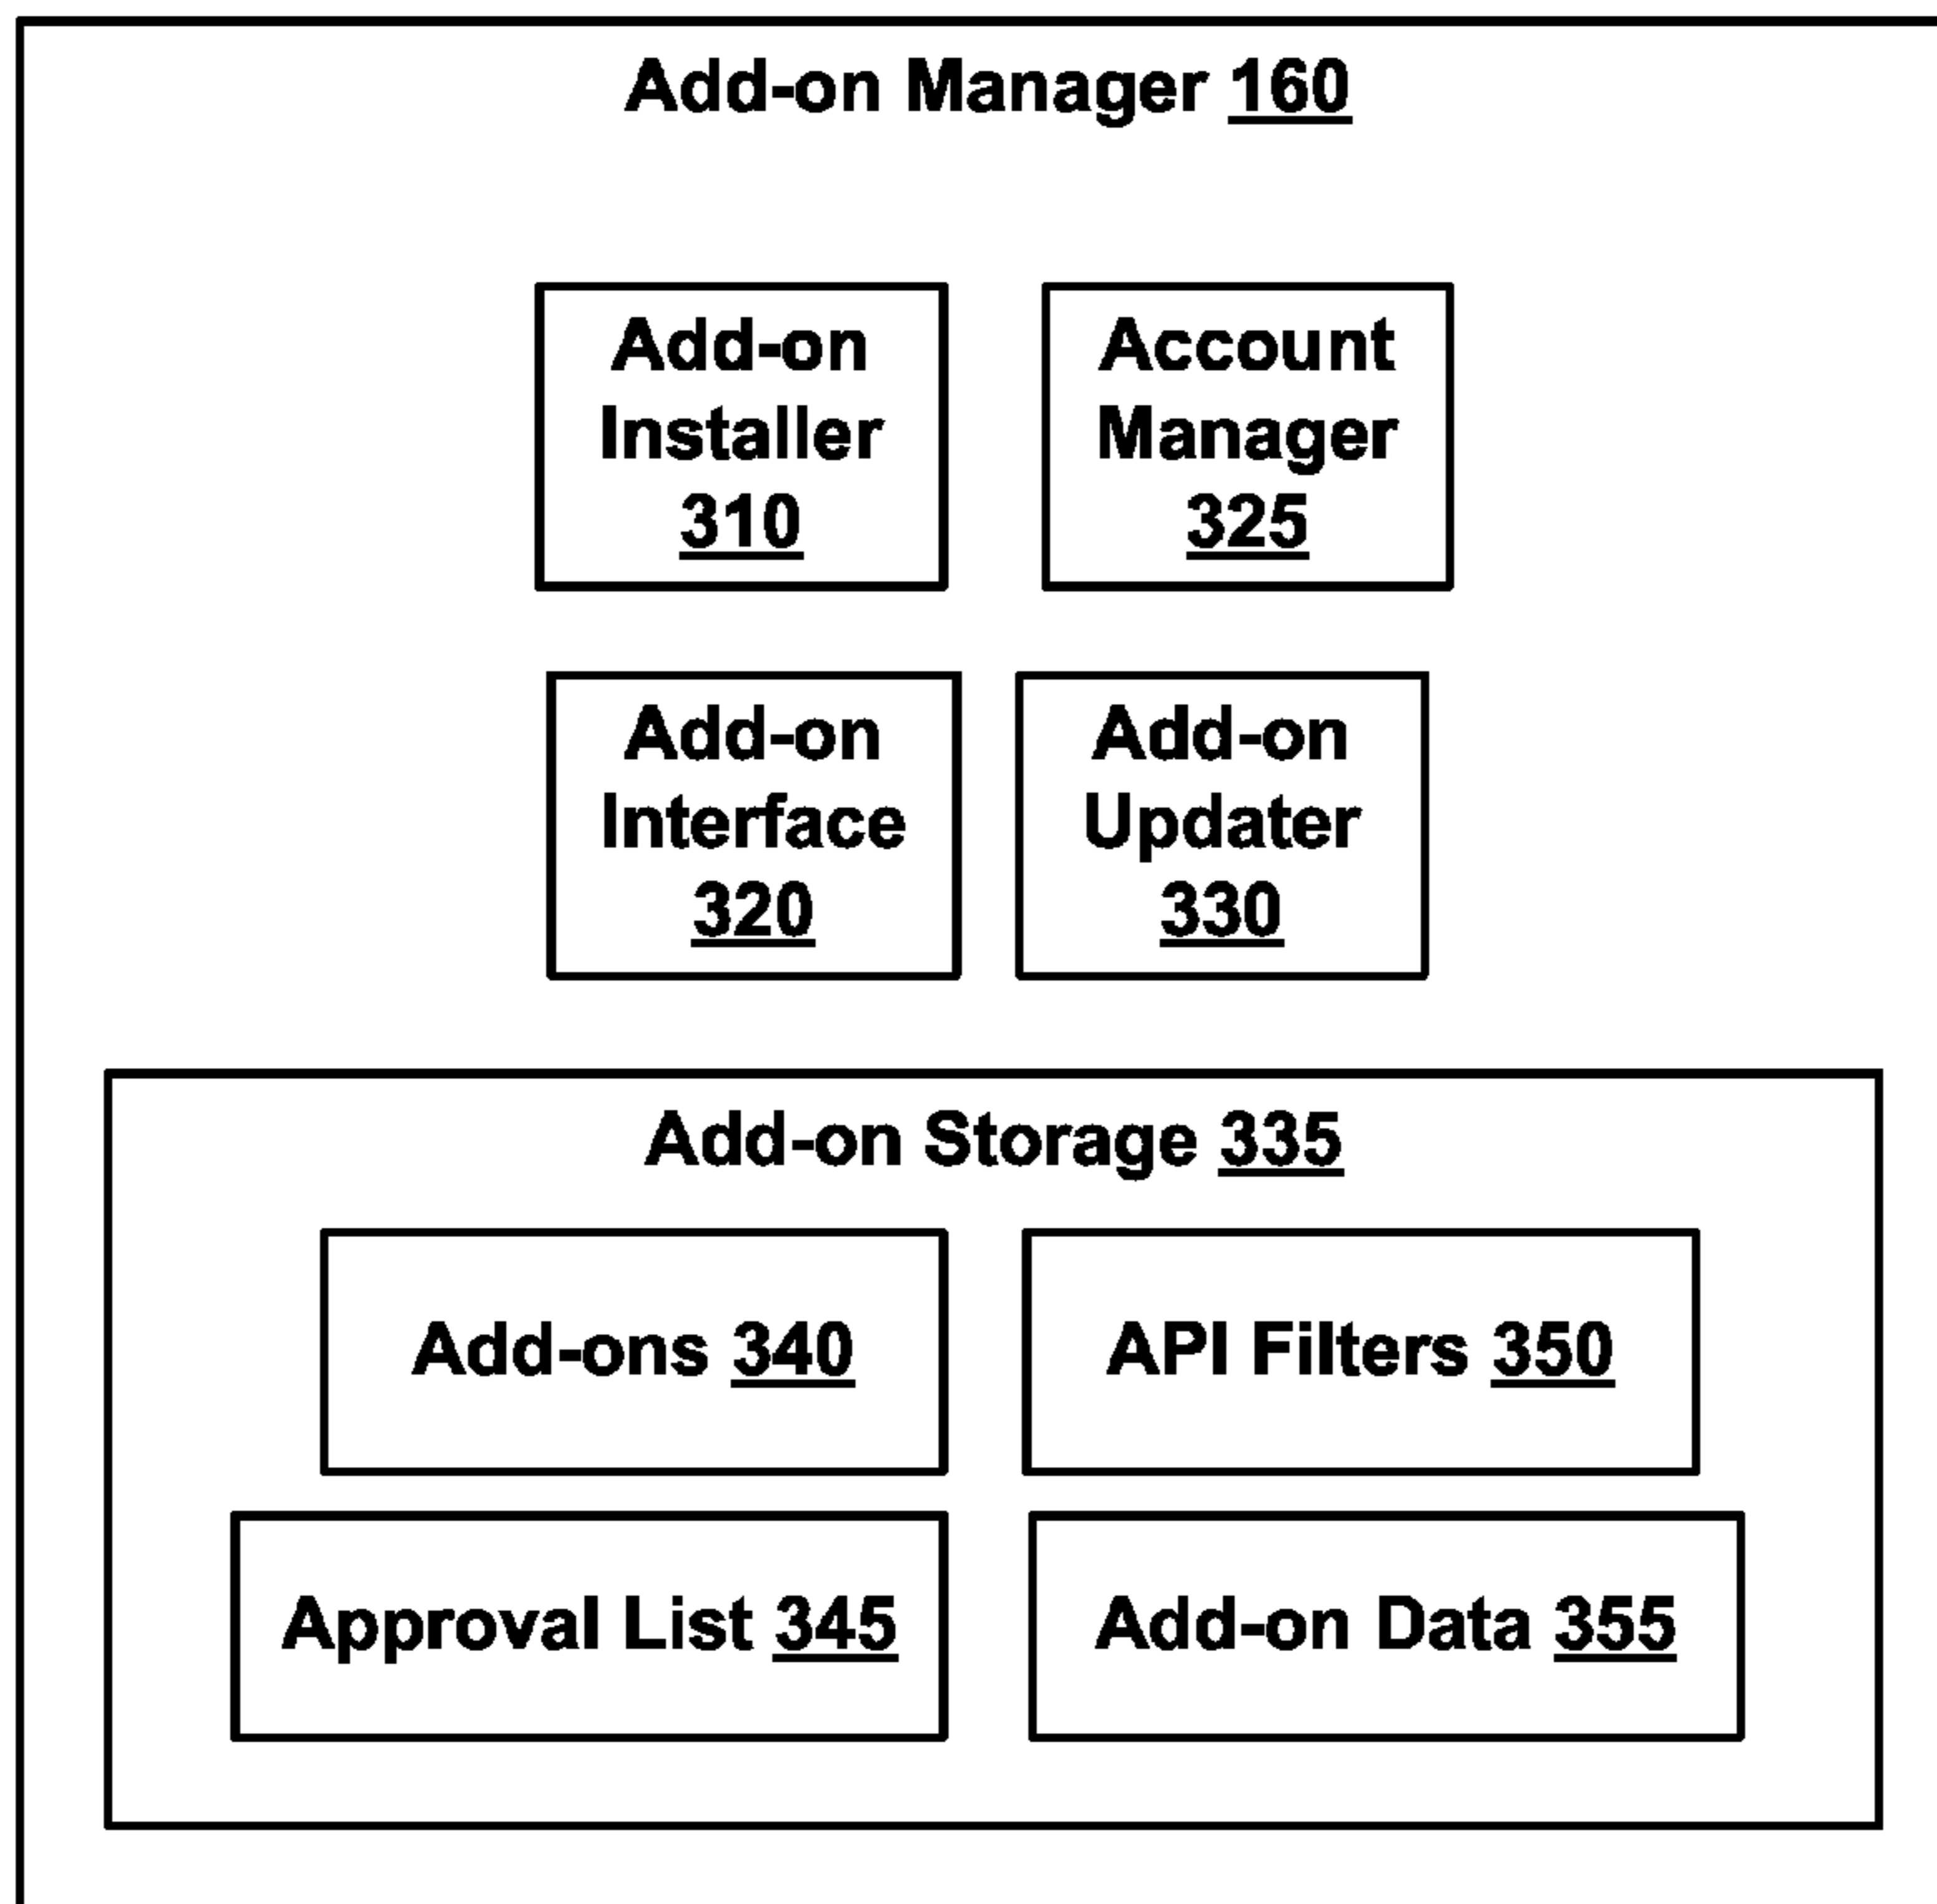 Add-on Manager 160
Add-on
Installer
310
Account
Manager
325
Add-on
Interface
320
Add-on
Updater
330
Add-on Storage 335
Add-ons 340
API Filters 350
Approval List 345
Add-on Data 355